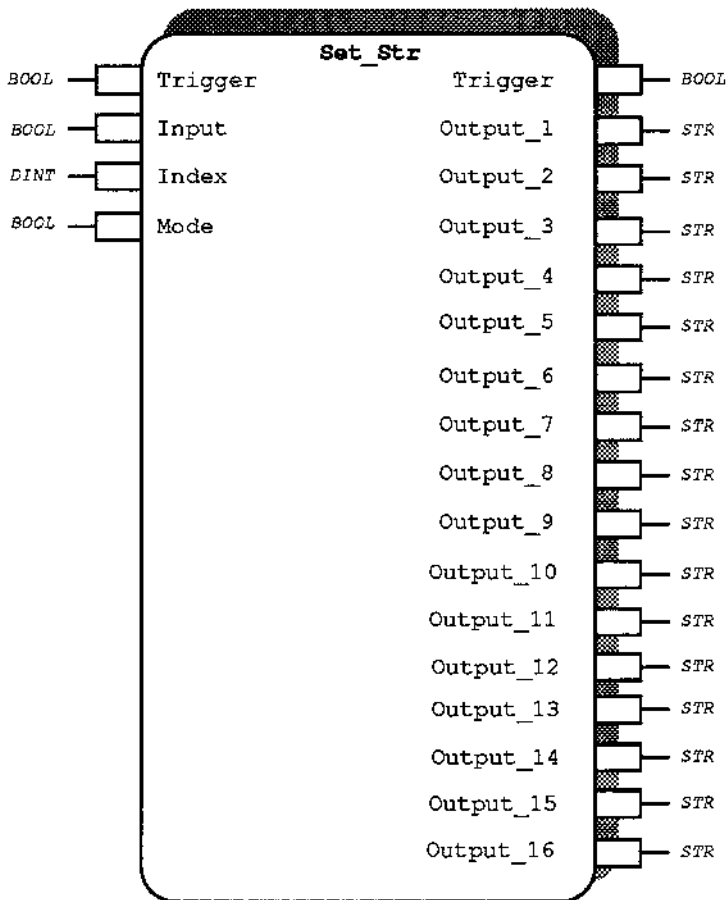 Set_Str
BOOL Trigger Trigger BOOL
BOOL Input Output_1 STR
DINT Index Output_2 STR
BOOL Mode Output_3 STR
Output_4 STR
Output_5 STR
Output_6 STR
Output_7 STR
Output_8 STR
Output_9 STR
Output_10 STR
Output_11 STR
Output_12 STR
Output_13 STR
Output_14 STR
Output_15 STR
Output_16 STR